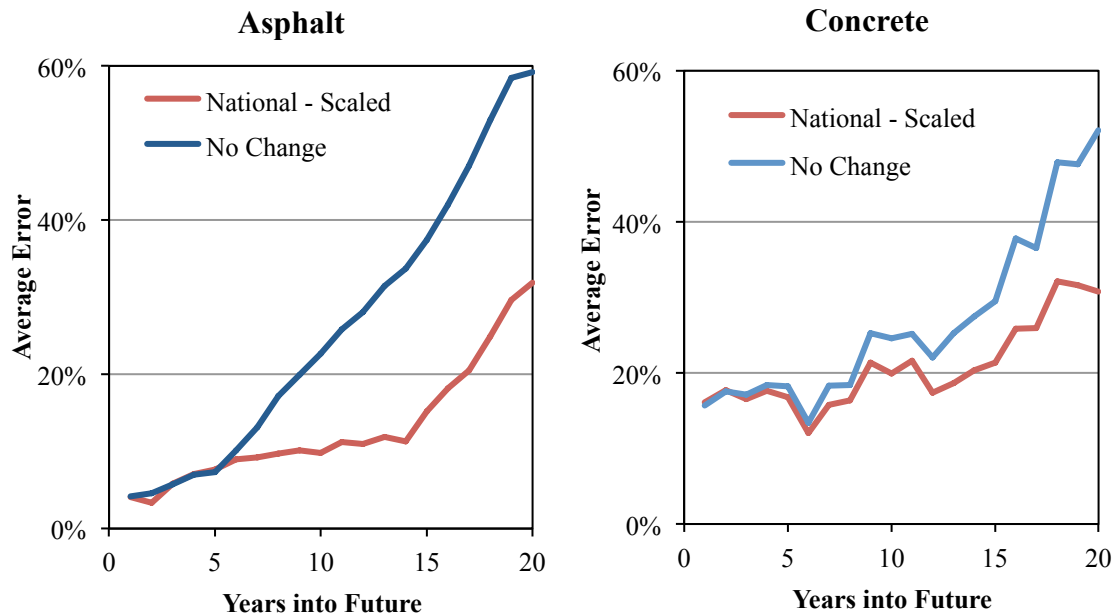 Asphalt
60%
40%
20%
0%
Average Error
National - Scaled
No Change
0 5 10 15 20
Years into Future
Concrete
60%
40%
20%
0%
Average Error
National - Scaled
No Change
0 5 10 15 20
Years into Future